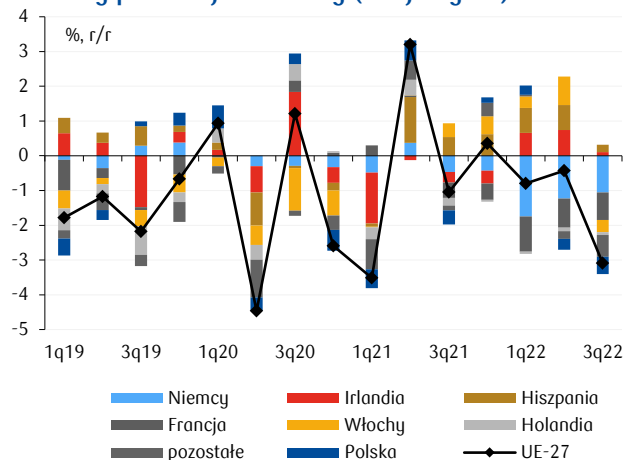 4
%, r/r
3
2
1
0
-1
-2
-3
-4
-5
1q19 3q19 1q20 3q20 1q21 3q21 1q22 3q22
Niemcy Irlandia Hiszpania
Francja Włochy Holandia
pozostałe Polska UE-27